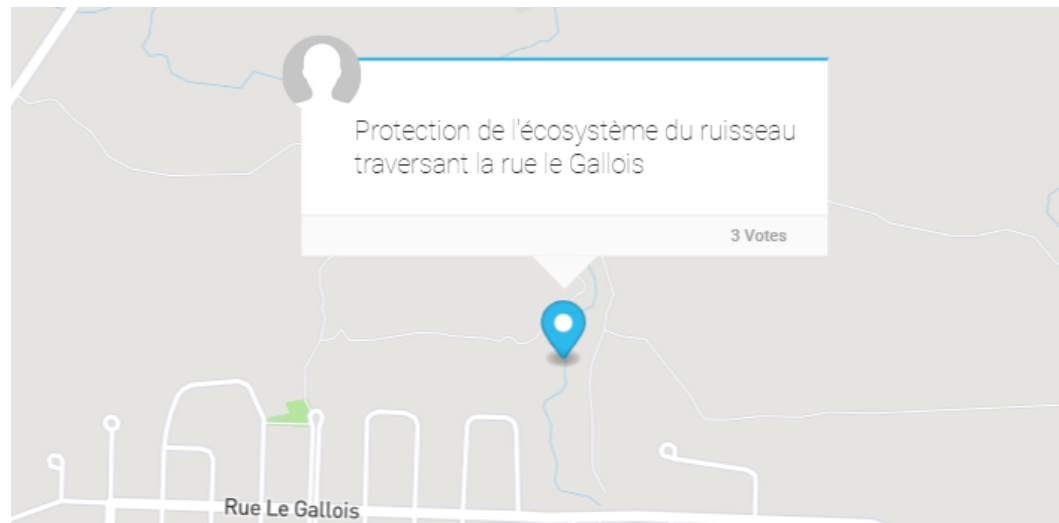 Protection de l'écosystème du ruisseau
traversant la rue le Gallois
3 Votes
Rue Le Gallois